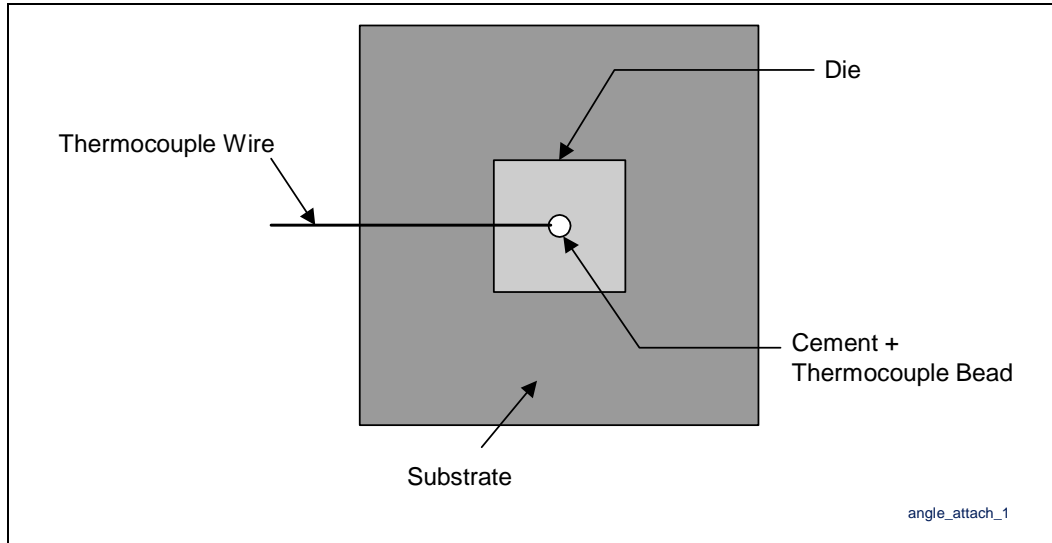 Die
Thermocouple Wire
Cement +
Thermocouple Bead
Substrate
angle_attach_1